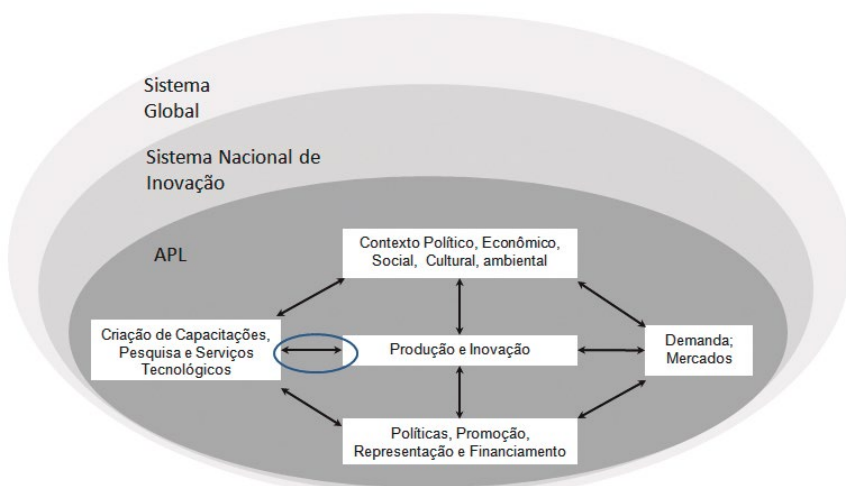 Sistema
Global
Sistema Nacional de
Inovação
APL
Contexto Político, Econômico,
Social, Cultural, ambiental
Criação de Capacitações,
Pesquisa e Serviços
Tecnológicos
Produção e Inovação
Demanda;
Mercados
Políticas, Promoção,
Representação e Financiamento